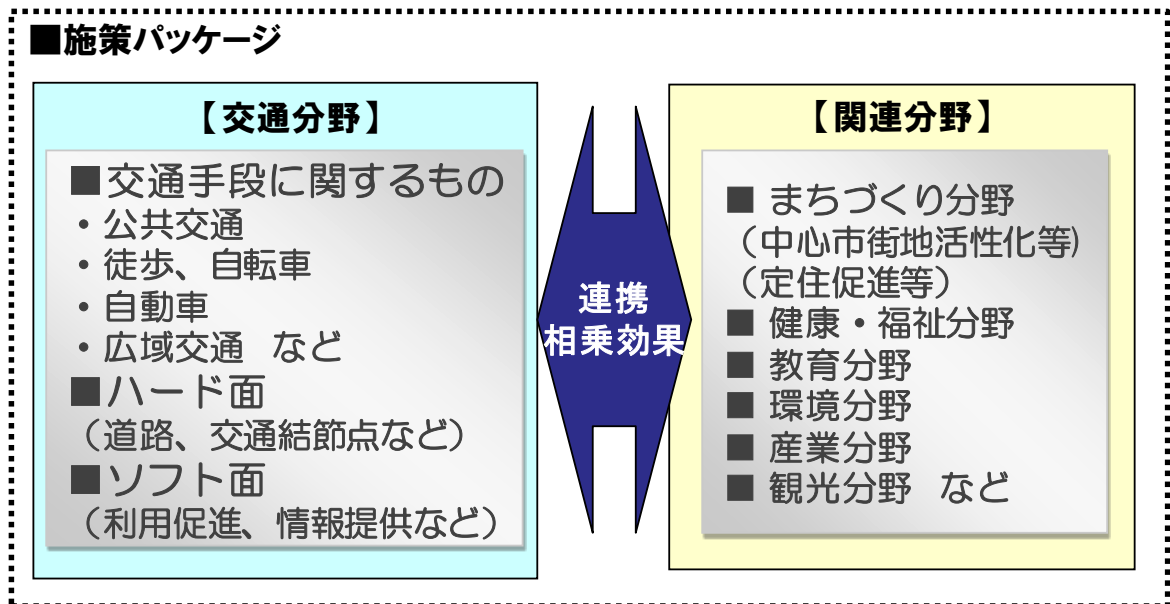 ■施策パッケージ
【交通分野】
■交通手段に関するもの
・公共交通
・徒歩、自転車
・自動車
・広域交通 など
■ハード面
（道路、交通結節点など）
■ソフト面
（利用促進、情報提供など）
連携
相乗効果
【関連分野】
■ まちづくり分野
（中心市街地活性化等)
（定住促進等）
■ 健康・福祉分野
■ 教育分野
■ 環境分野
■ 産業分野
■ 観光分野 など